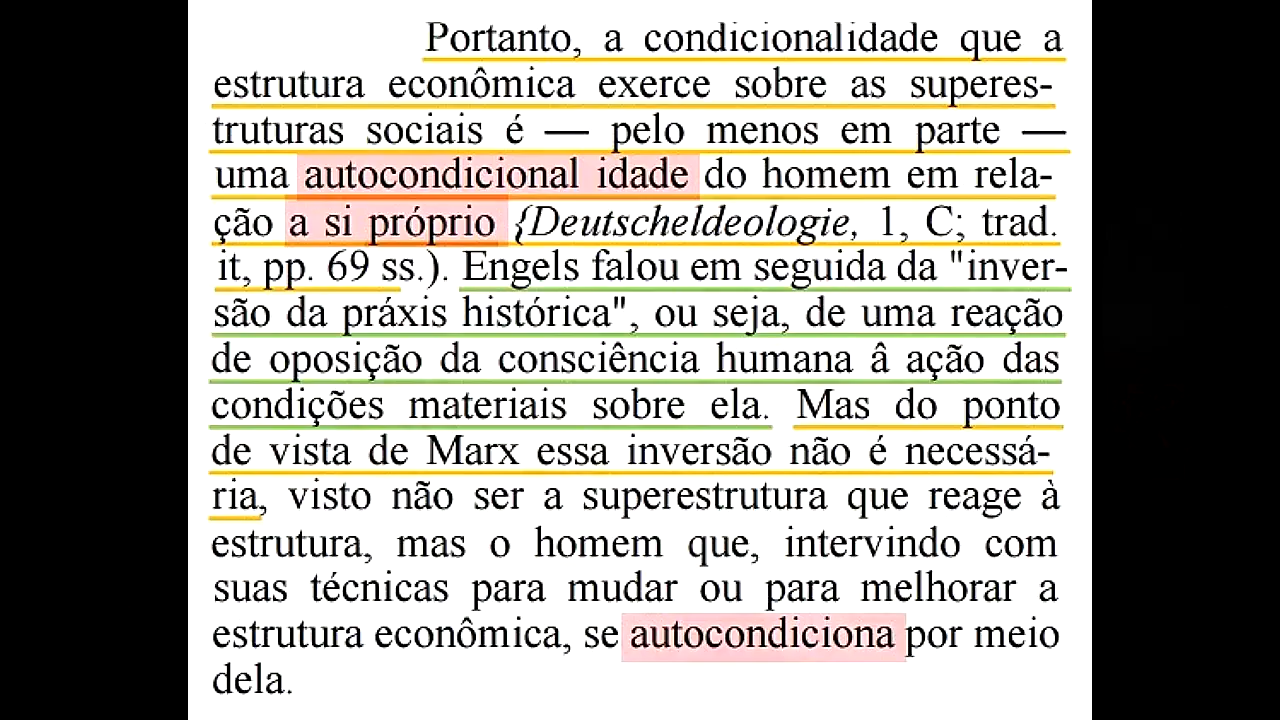 Portanto, a condicionalidade que a
estrutura econômica exerce sobre as superes-
truturas sociais é — pelo menos em parte —
uma autocondicional idade do homem em rela-
ção a si próprio {Deutscheldeologie, 1, C; trad.
it, pp. 69 ss.). Engels falou em seguida da "inver-
são da práxis histórica", ou seja, de uma reação
de oposição da consciência humana â ação das
condições materiais sobre ela. Mas do ponto
de vista de Marx essa inversão não é necessá-
ria, visto não ser a superestrutura que reage à
estrutura, mas o homem que, intervindo com
suas técnicas para mudar ou para melhorar a
estrutura econômica, se autocondiciona por meio
dela.